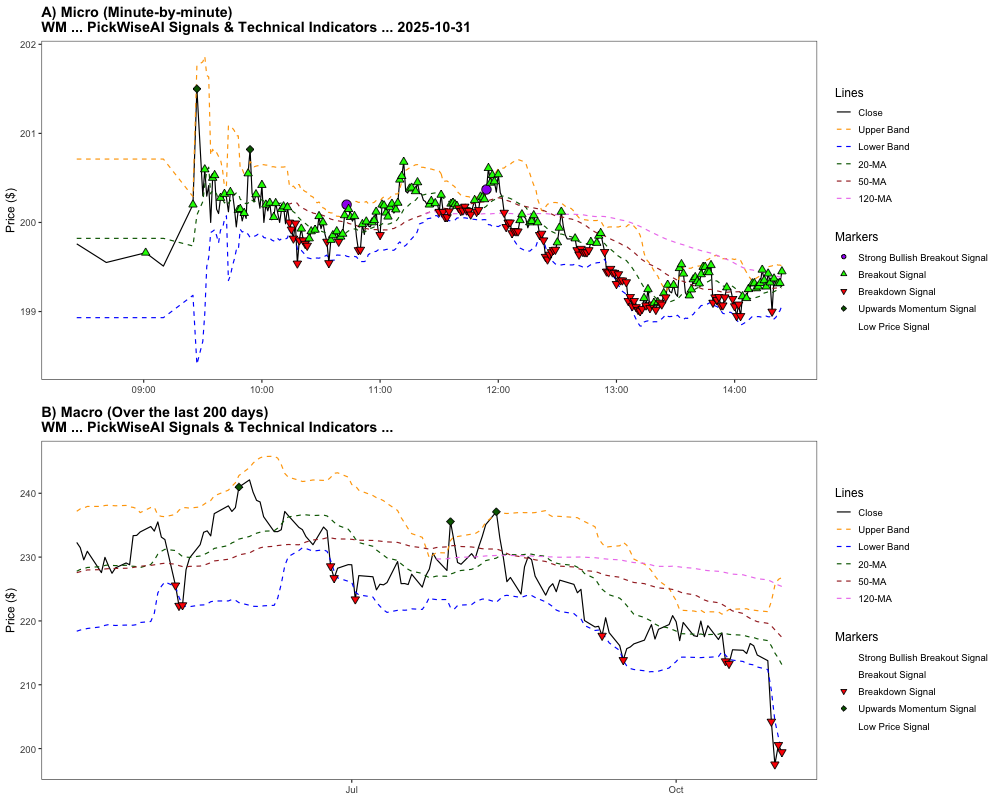 A) Micro (Minute-by-minute)
WM ... PickWiseAI Signals & Technical Indicators ... 2025-10-31
Price ($)
202
201
200
199
09:00
10:00
11:00
12:00
13:00
14:00
Lines
Close
Upper Band
Lower Band
20-MA
50-MA
120-MA
Markers
Strong Bullish Breakout Signal
Breakout Signal
Breakdown Signal
Upwards Momentum Signal
Low Price Signal
B) Macro (Over the last 200 days)
WM ... PickWiseAI Signals & Technical Indicators ...
Price ($)
240
230
220
210
200
Jul
Oct
Lines
Close
Upper Band
Lower Band
20-MA
50-MA
120-MA
Markers
Strong Bullish Breakout Signal
Breakout Signal
Breakdown Signal
Upwards Momentum Signal
Low Price Signal